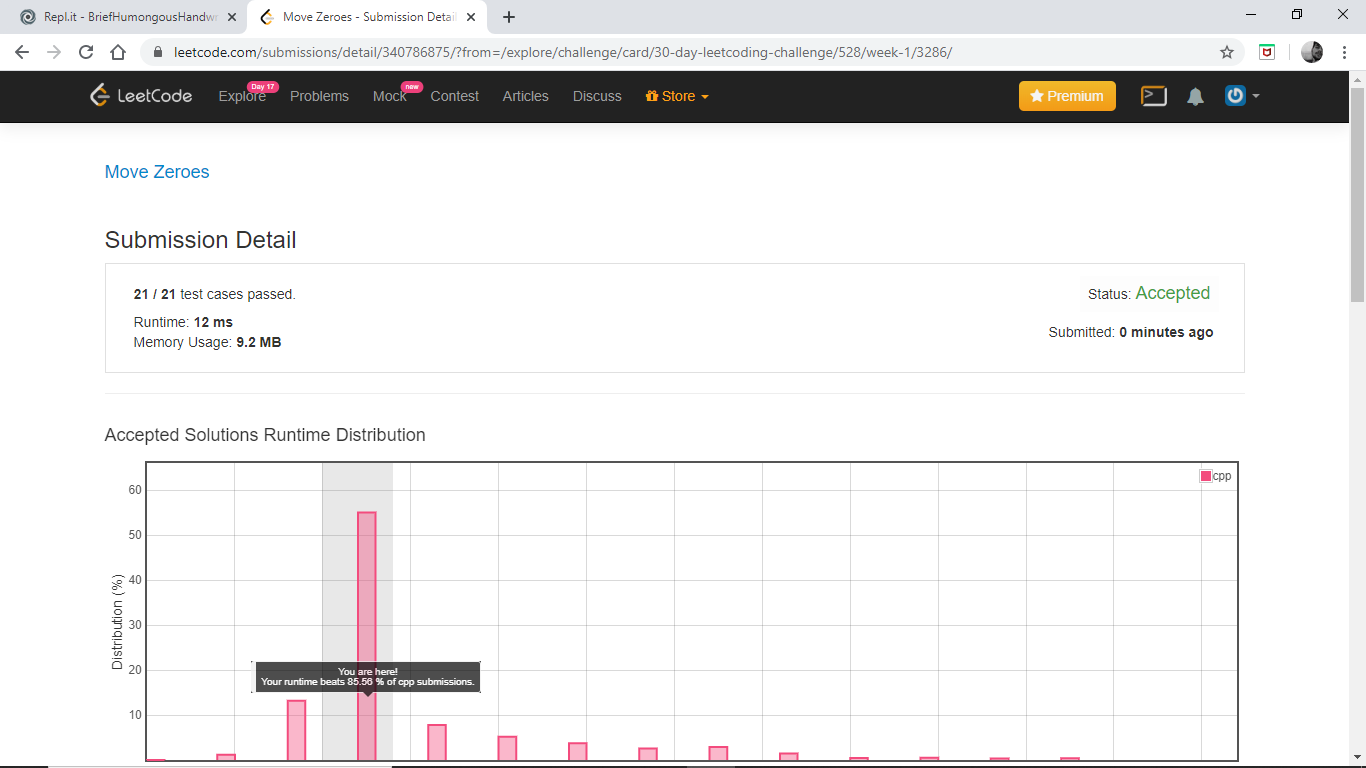 Repl.it - BriefHumongousHandwr
Move Zeroes - Submission Detail
leetcode.com/submissions/detail/340786875/?from=/explore/challenge/card/30-day-leetcoding-challenge/528/week-1/3286/
LeetCode Explore Day 17 Problems Mock new Contest Articles Discuss Store Premium
Move Zeroes
Submission Detail
21 / 21 test cases passed.
Status: Accepted
Runtime: 12 ms
Submitted: 0 minutes ago
Memory Usage: 9.2 MB
Accepted Solutions Runtime Distribution
cpp
60
50
40
30
20
10
Distribution (%)
You are here!
Your runtime beats 85.56 % of cpp submissions.